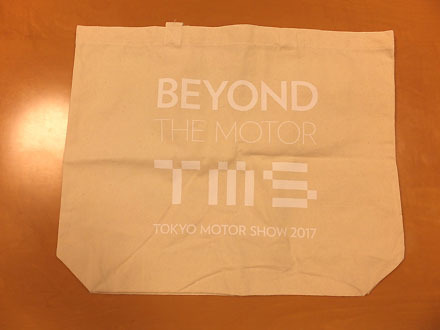 BEYOND
THE MOTOR
TMS
TOKYO MOTOR SHOW 2017